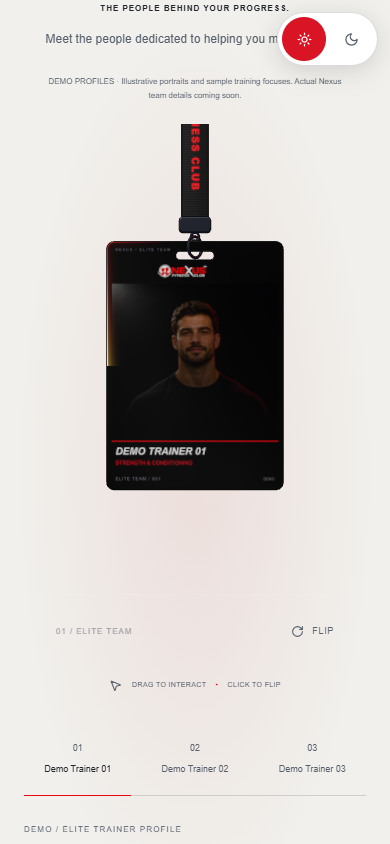 THE PEOPLE BEHIND YOUR PROGRESS.
Meet the people dedicated to helping you m
DEMO PROFILES · Illustrative portraits and sample training focuses. Actual Nexus
team details coming soon.
NESS CLUB
NEXUS / ELITE TEAM
NEXUS
FITNESS CLUB
DEMO TRAINER 01
STRENGTH & CONDITIONING
ELITE TEAM / 001
DEMO
01 / ELITE TEAM
FLIP
DRAG TO INTERACT • CLICK TO FLIP
01
02
03
Demo Trainer 01
Demo Trainer 02
Demo Trainer 03
DEMO / ELITE TRAINER PROFILE